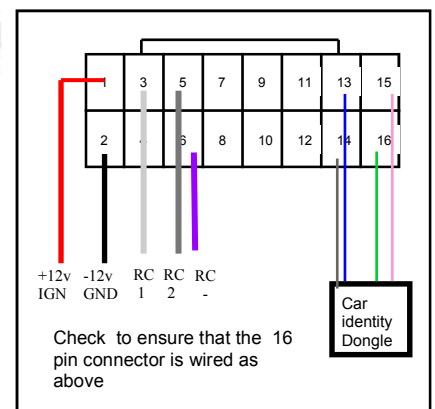 1 3 5 7 9 11 13 15
2 4 6 8 10 12 14 16
+12v -12v RC RC RC
IGN GND 1 2 -
Car
identity
Dongle
Check to ensure that the 16
pin connector is wired as
above